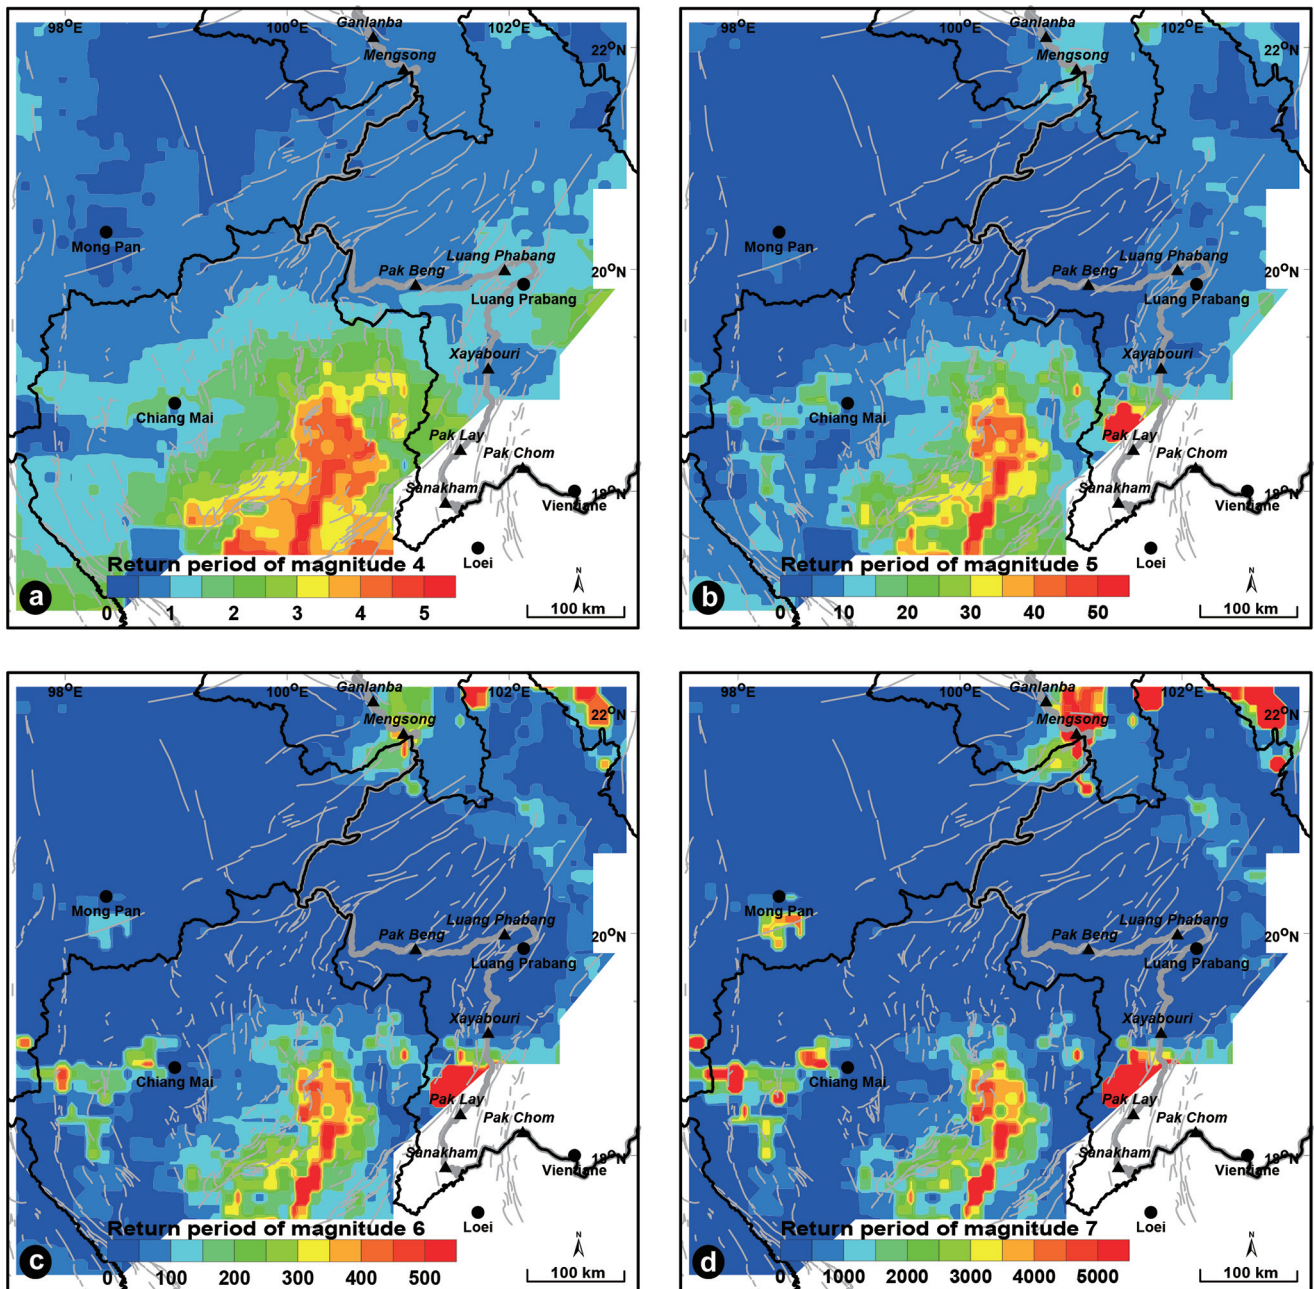 98°E 100°E 102°E
Ganlanba
22°N
Mengsong
Mong Pan
Luang Phabang
20°N
Pak Beng
Luang Prabang
Xayabouri
Chiang Mai
Pak Lay
Pak Chom
Sanakham
18°N
Vientiane
Loei
Return period of magnitude 4
0 1 2 3 4 5
a
N
100 km
98°E 100°E 102°E
Ganlanba
22°N
Mengsong
Mong Pan
Luang Phabang
20°N
Pak Beng
Luang Prabang
Xayabouri
Chiang Mai
Pak Lay
Pak Chom
Sanakham
18°N
Vientiane
Loei
Return period of magnitude 5
0 10 20 30 40 50
b
N
100 km
98°E 100°E 102°E
Ganlanba
22°N
Mengsong
Mong Pan
Luang Phabang
20°N
Pak Beng
Luang Prabang
Xayabouri
Chiang Mai
Pak Lay
Pak Chom
Sanakham
18°N
Vientiane
Loei
Return period of magnitude 6
0 100 200 300 400 500
c
N
100 km
98°E 100°E 102°E
Ganlanba
22°N
Mengsong
Mong Pan
Luang Phabang
20°N
Pak Beng
Luang Prabang
Xayabouri
Chiang Mai
Pak Lay
Pak Chom
Sanakham
18°N
Vientiane
Loei
Return period of magnitude 7
0 1000 2000 3000 4000 5000
d
N
100 km